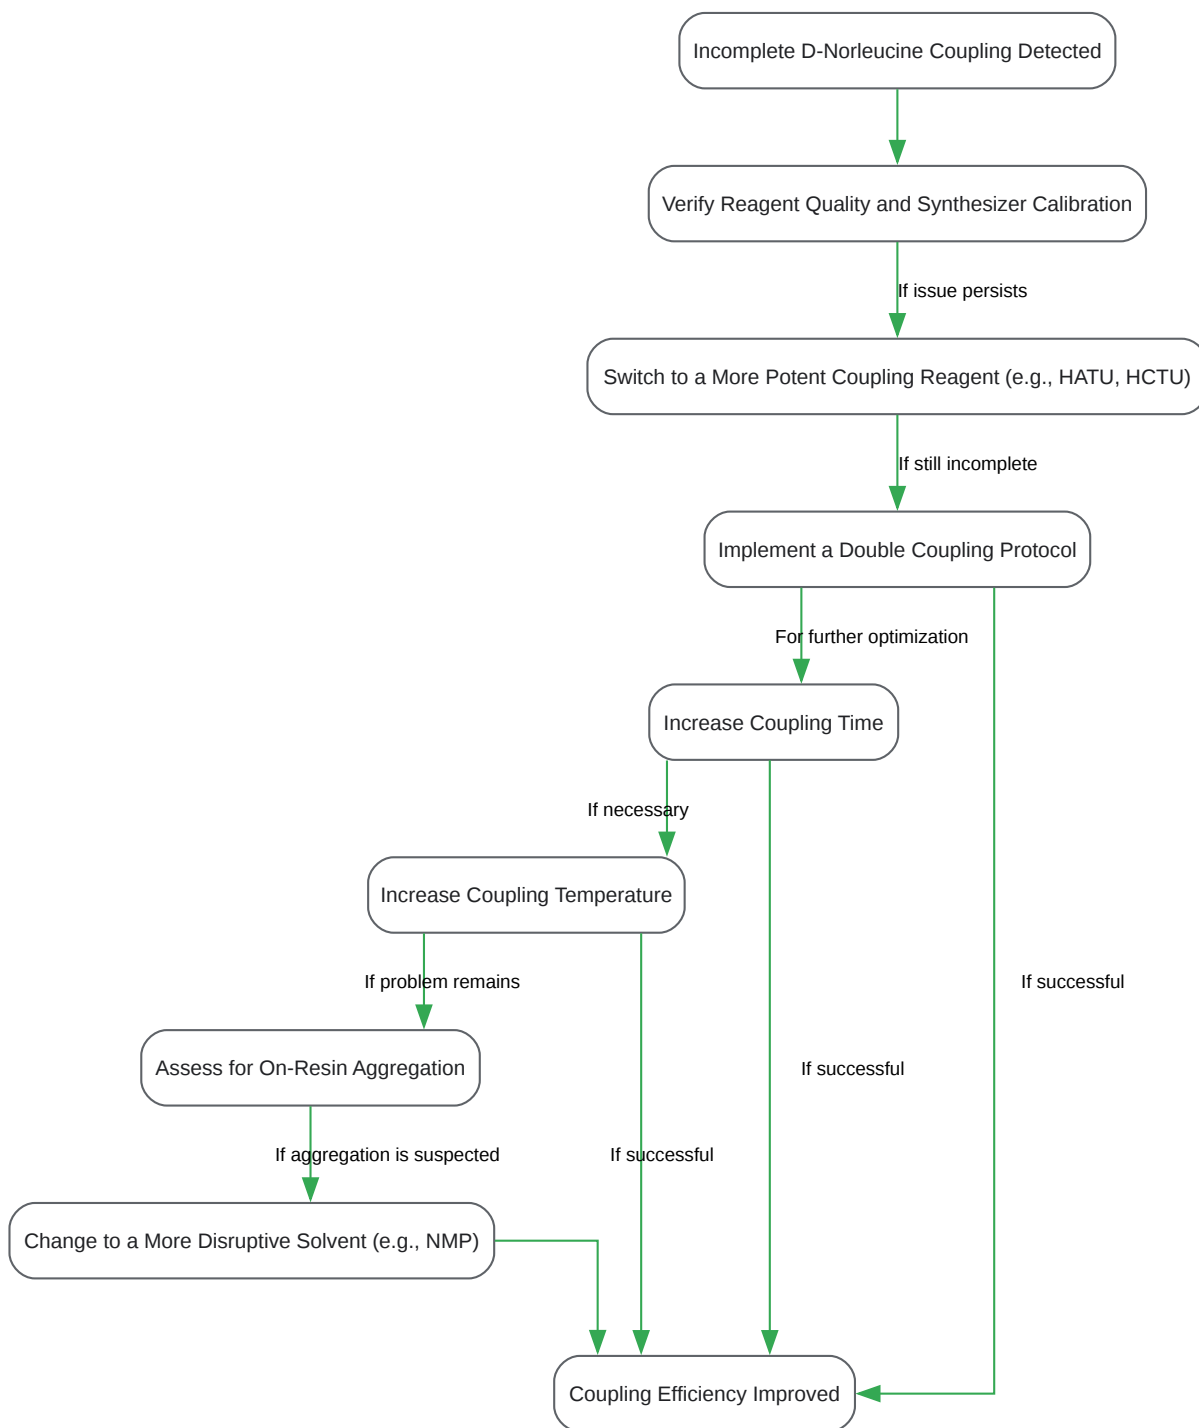 Incomplete D-Norleucine Coupling Detected
Verify Reagent Quality and Synthesizer Calibration
If issue persists
Switch to a More Potent Coupling Reagent (e.g., HATU, HCTU)
If still incomplete
Implement a Double Coupling Protocol
For further optimization
Increase Coupling Time
If necessary
Increase Coupling Temperature
If problem remains
If successful
Assess for On-Resin Aggregation
If successful
If aggregation is suspected
If successful
Change to a More Disruptive Solvent (e.g., NMP)
Coupling Efficiency Improved